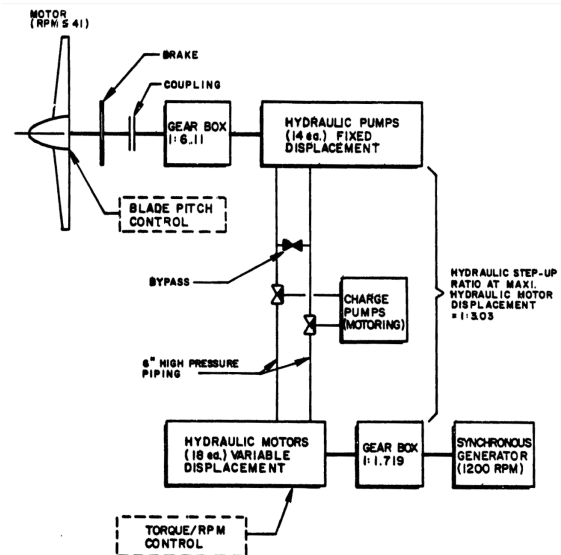 MOTOR
(RPM ≤ 41)
BRAKE
COUPLING
GEAR BOX
1:6.11
HYDRAULIC PUMPS
(14 ea.) FIXED
DISPLACEMENT
BLADE PITCH
CONTROL
BYPASS
CHARGE
PUMPS
(MOTORING)
HYDRAULIC STEP-UP
RATIO AT MAXI.
HYDRAULIC MOTOR
DISPLACEMENT
= 1:3.03
6" HIGH PRESSURE
PIPING
HYDRAULIC MOTORS
(18 ea.) VARIABLE
DISPLACEMENT
GEAR BOX
1:1.719
SYNCHRONOUS
GENERATOR
(1200 RPM)
TORQUE/RPM
CONTROL